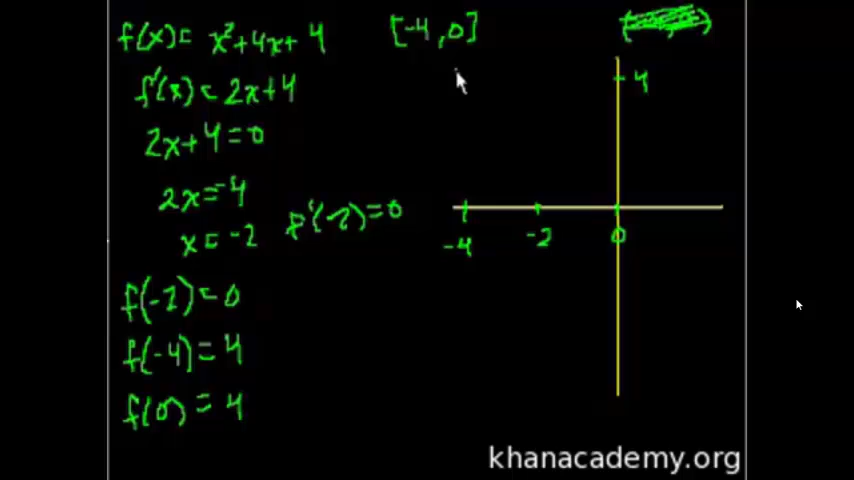 f(x) = x²+4x+4
[-4,0]
f'(x) = 2x+4
2x+4=0
2x=-4
x = -2
f'(-2)=0
f(-2)=0
f(-4)=4
f(0)=4
4
-4
-2
0
khanacademy.org